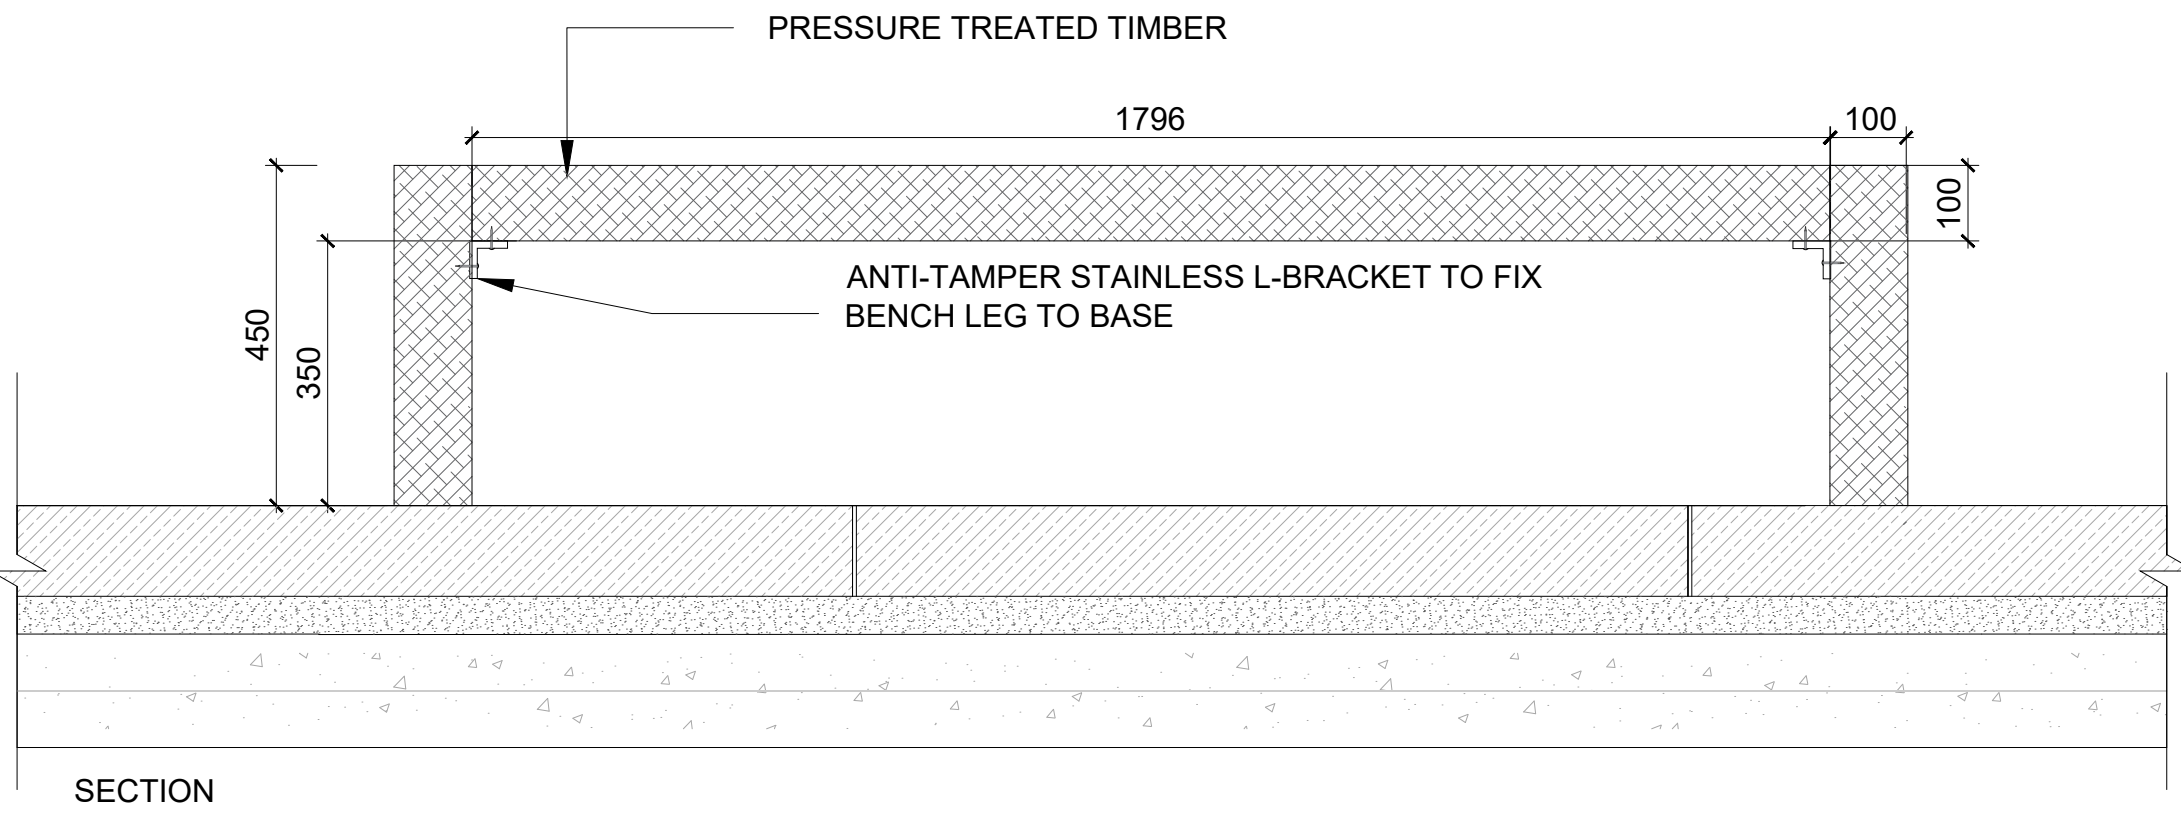 PRESSURE TREATED TIMBER
1796
100
100
450
350
ANTI-TAMPER STAINLESS L-BRACKET TO FIX
BENCH LEG TO BASE
SECTION